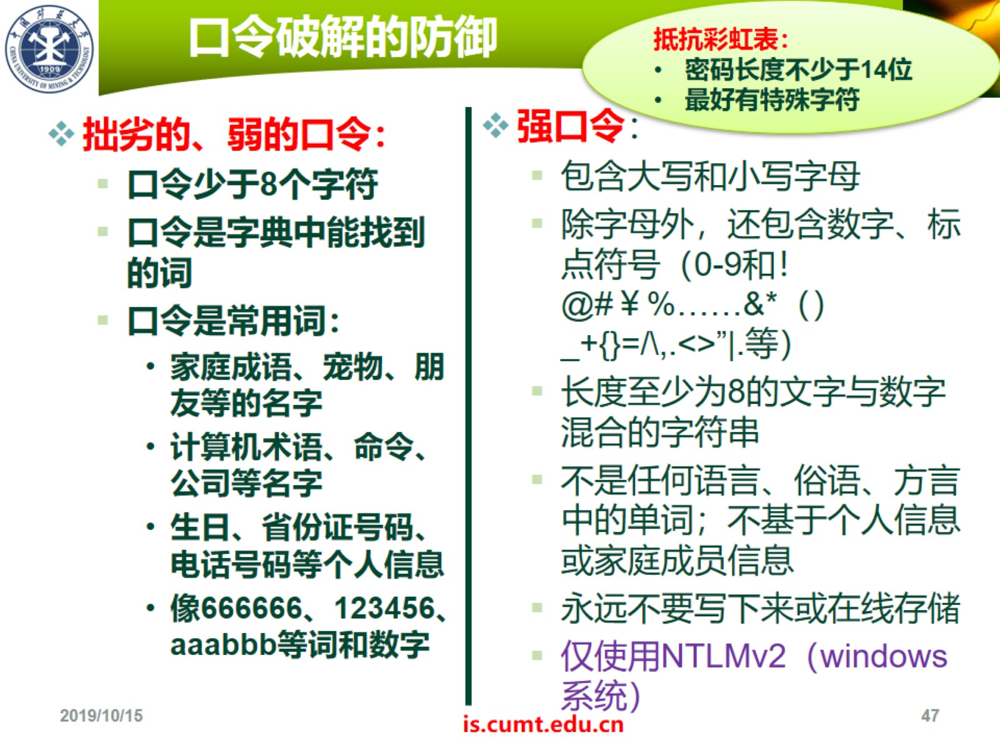 中国矿业大学
CHINA UNIVERSITY OF MINING & TECHNOLOGY
1909
口令破解的防御
抵抗彩虹表：
• 密码长度不少于14位
• 最好有特殊字符
拙劣的、弱的口令：
口令少于8个字符
口令是字典中能找到
的词
口令是常用词：
• 家庭成语、宠物、朋
友等的名字
• 计算机术语、命令、
公司等名字
• 生日、省份证号码、
电话号码等个人信息
• 像666666、123456、
aaabbb等词和数字
强口令：
包含大写和小写字母
除字母外，还包含数字、标
点符号（0-9和！
@#￥%……&*（）
_+{}=/\,.<>”|.等）
长度至少为8的文字与数字
混合的字符串
不是任何语言、俗语、方言
中的单词；不基于个人信息
或家庭成员信息
永远不要写下来或在线存储
仅使用NTLMv2（windows
系统）
2019/10/15
is.cumt.edu.cn
47